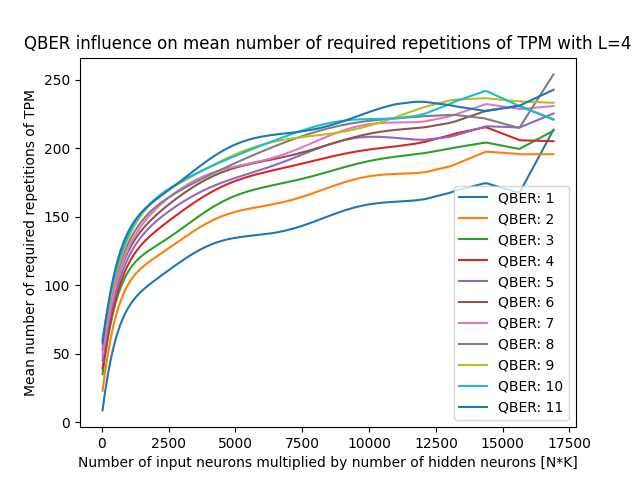 QBER influence on mean number of required repetitions of TPM with L=4
Mean number of required repetitions of TPM
250
200
150
100
50
0
0 2500 5000 7500 10000 12500 15000 17500
Number of input neurons multiplied by number of hidden neurons [N*K]
QBER: 1
QBER: 2
QBER: 3
QBER: 4
QBER: 5
QBER: 6
QBER: 7
QBER: 8
QBER: 9
QBER: 10
QBER: 11